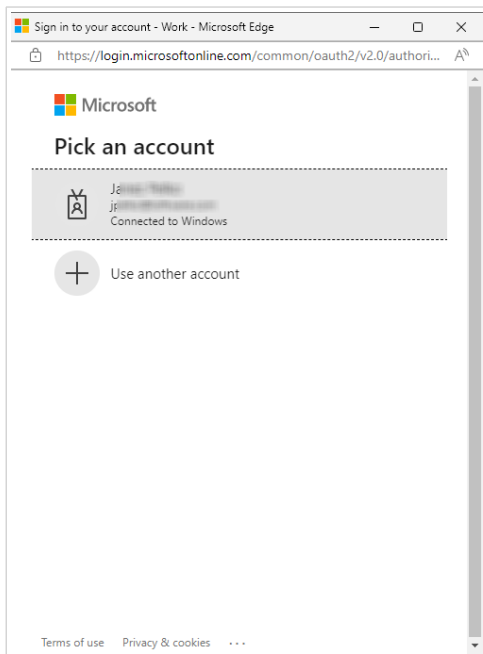 Sign in to your account - Work - Microsoft Edge
https://login.microsoftonline.com/common/oauth2/v2.0/authori...
Microsoft
Pick an account
Connected to Windows
Use another account
Terms of use Privacy & cookies ...